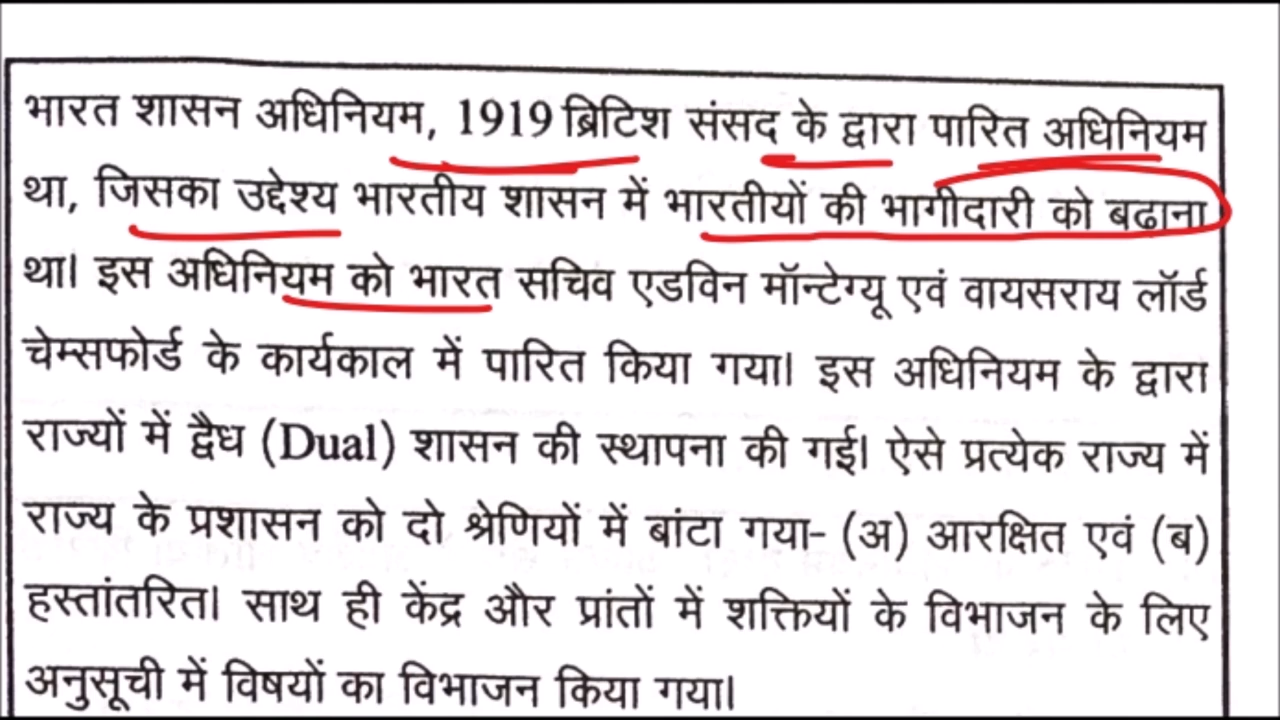 भारत शासन अधिनियम, 1919 ब्रिटिश संसद के द्वारा पारित अधिनियम
था, जिसका उद्देश्य भारतीय शासन में भारतीयों की भागीदारी को बढाना
था। इस अधिनियम को भारत सचिव एडविन मॉन्टेग्यू एवं वायसराय लॉर्ड
चेम्सफोर्ड के कार्यकाल में पारित किया गया। इस अधिनियम के द्वारा
राज्यों में द्वैध (Dual) शासन की स्थापना की गई। ऐसे प्रत्येक राज्य में
राज्य के प्रशासन को दो श्रेणियों में बांटा गया- (अ) आरक्षित एवं (ब)
हस्तांतरित। साथ ही केंद्र और प्रांतों में शक्तियों के विभाजन के लिए
अनुसूची में विषयों का विभाजन किया गया।